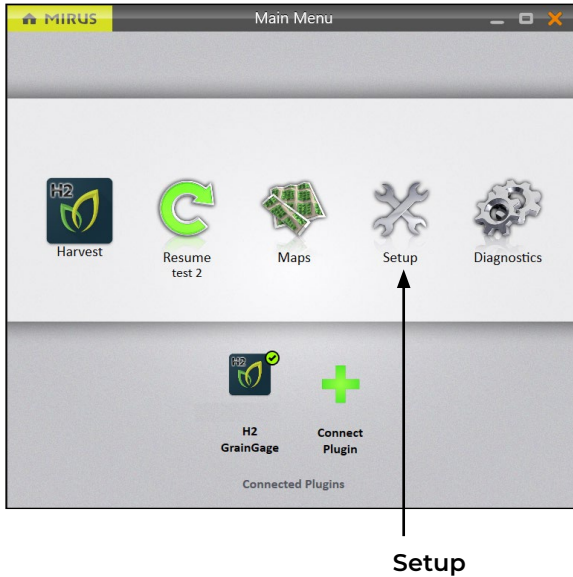 MIRUS
Main Menu
H2
Harvest
Resume
test 2
Maps
Setup
Diagnostics
H2
H2
GrainGage
Connect
Plugin
Connected Plugins
Setup